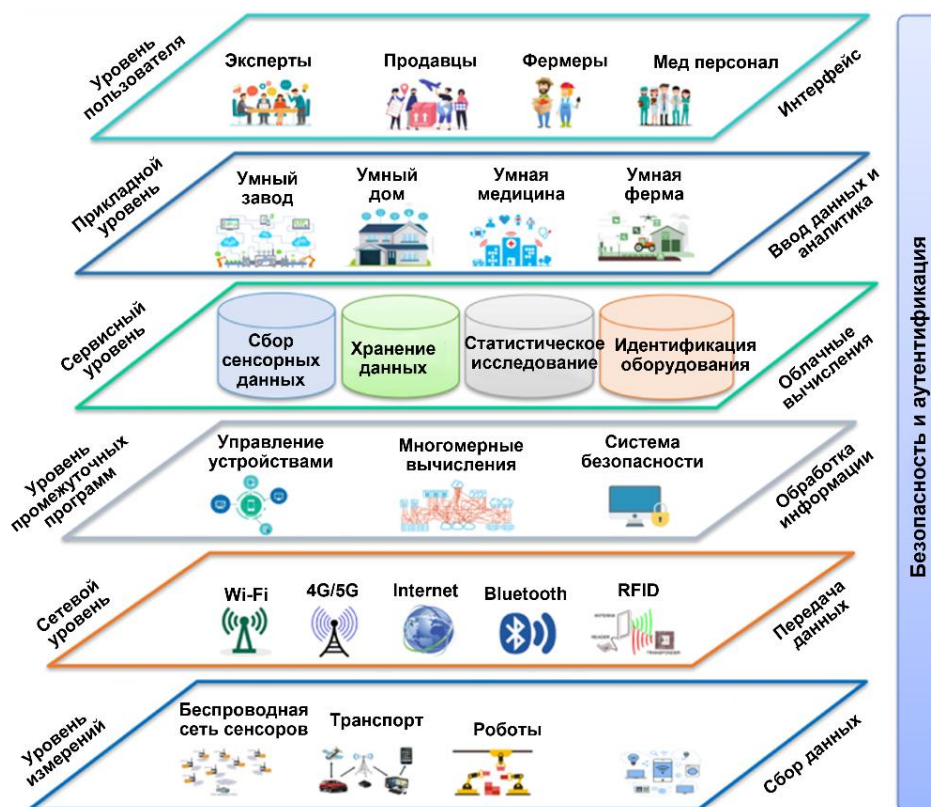 Уровень
пользователя
Эксперты
Продавцы
Фермеры
Мед персонал
Интерфейс
Прикладной
уровень
Умный
завод
Умный
дом
Умная
медицина
Умная
ферма
Ввод данных и
аналитика
Сервисный
уровень
Сбор
сенсорных
данных
Хранение
данных
Статистическое
исследование
Идентификация
оборудования
Облачные
вычисления
Уровень
промежуточных
программ
Управление
устройствами
Многомерные
вычисления
Система
безопасности
Обработка
информации
Сетевой
уровень
Wi-Fi
4G/5G
Internet
Bluetooth
RFID
ANTENNA
READER
TRANSPONDER
Передача
данных
Уровень
измерений
Беспроводная
сеть сенсоров
Транспорт
Роботы
Сбор данных
Безопасность и аутентификация